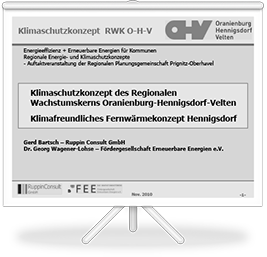 Klimaschutzkonzept RWK O-H-V
OHV
Oranienburg
Hennigsdorf
Velten
Energieeffizienz + Erneuerbare Energien für Kommunen
Regionale Energie- und Klimaschutzkonzepte
- Auftaktveranstaltung der Regionalen Planungsgemeinschaft Prignitz-Oberhavel
Klimaschutzkonzept des Regionalen
Wachstumskerns Oranienburg-Hennigsdorf-Velten
Klimafreundliches Fernwärmekonzept Hennigsdorf
Gerd Bartsch – Ruppin Consult GmbH
Dr. Georg Wagener-Lohse – Fördergesellschaft Erneuerbare Energien e.V.
RuppinConsult
GmbH
FEE
Nov. 2010
-1-